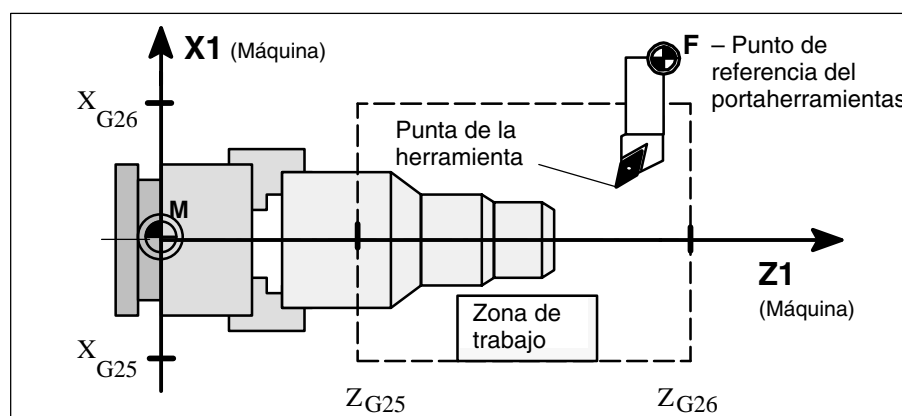 X1 (Máquina)
F – Punto de
referencia del
portaherramientas
X G26
Punta de la
herramienta
M
Z1
(Máquina)
Zona de
trabajo
X G25
Z G25
Z G26